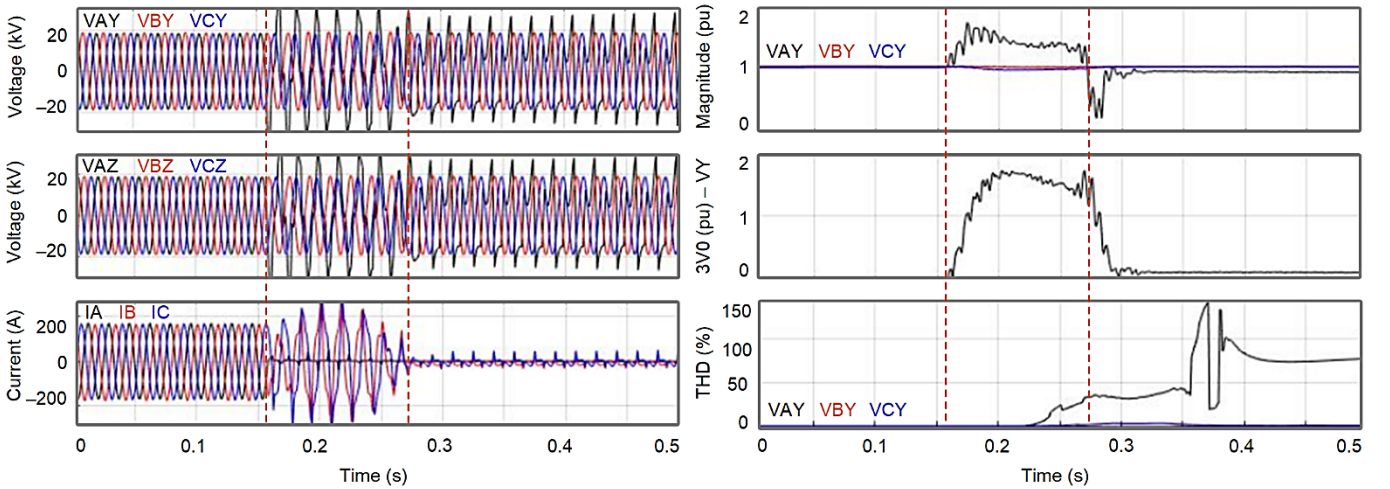 VAY VBY VCY
Voltage (kV)
20
0
–20
VAZ VBZ VCZ
Voltage (kV)
20
0
–20
IA IB IC
Current (A)
200
0
–200
0 0.1 0.2 0.3 0.4 0.5
Time (s)
2
VAY VBY VCY
Magnitude (pu)
1
0
2
3V0 (pu) – VY
1
0
150
THD (%)
100
50
VAY VBY VCY
0
0 0.1 0.2 0.3 0.4 0.5
Time (s)